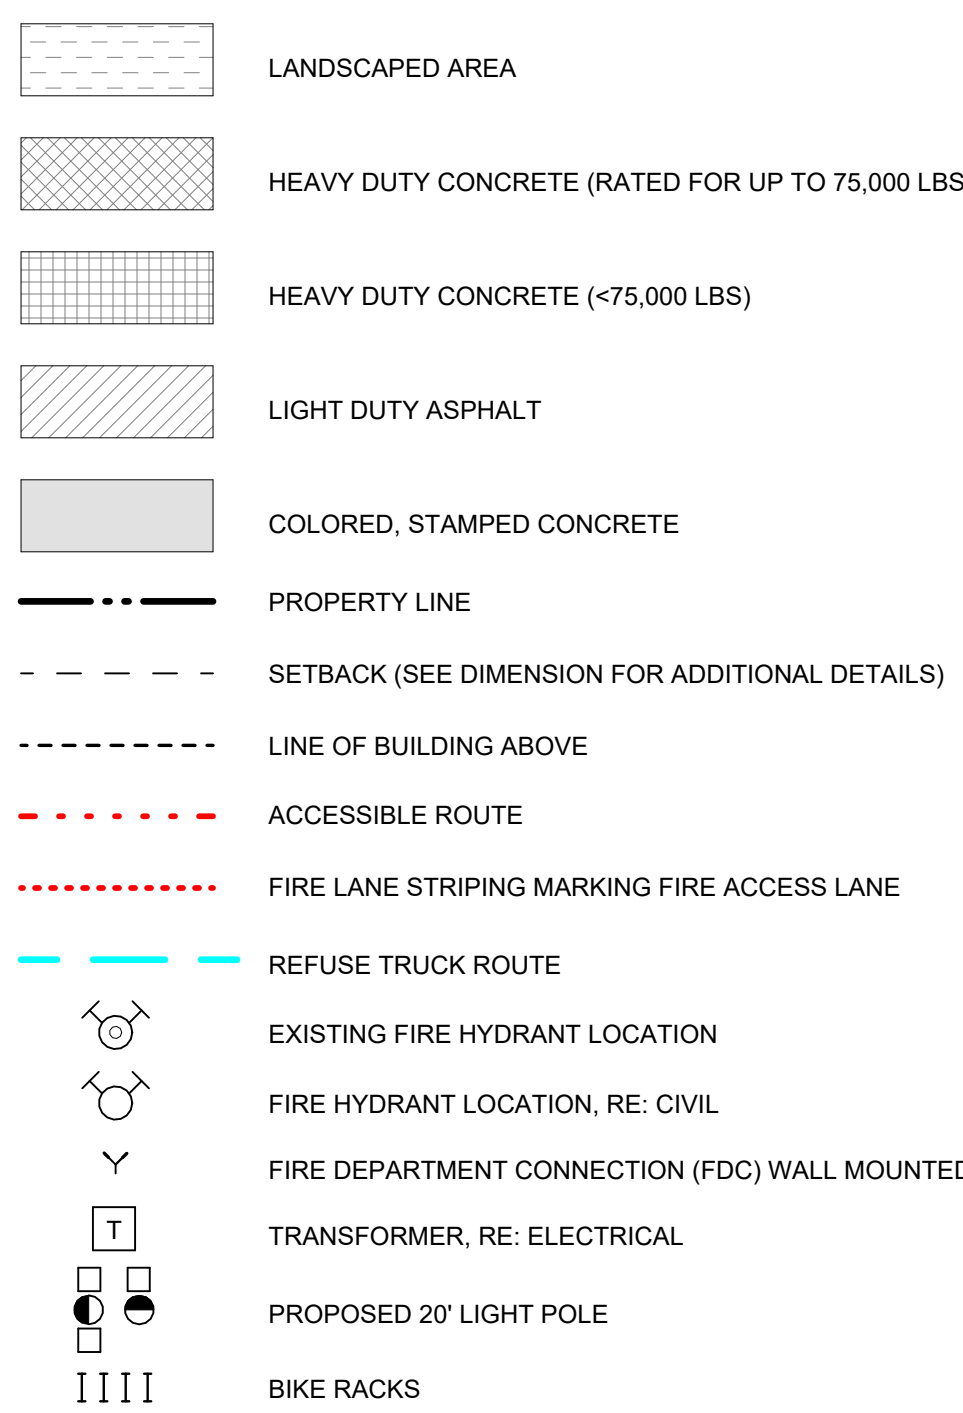 LANDSCAPED AREA
HEAVY DUTY CONCRETE (RATED FOR UP TO 75,000 LBS
HEAVY DUTY CONCRETE (<75,000 LBS)
LIGHT DUTY ASPHALT
COLORED, STAMPED CONCRETE
PROPERTY LINE
SETBACK (SEE DIMENSION FOR ADDITIONAL DETAILS)
LINE OF BUILDING ABOVE
ACCESSIBLE ROUTE
FIRE LANE STRIPING MARKING FIRE ACCESS LANE
REFUSE TRUCK ROUTE
EXISTING FIRE HYDRANT LOCATION
FIRE HYDRANT LOCATION, RE: CIVIL
FIRE DEPARTMENT CONNECTION (FDC) WALL MOUNTED
T TRANSFORMER, RE: ELECTRICAL
PROPOSED 20' LIGHT POLE
BIKE RACKS